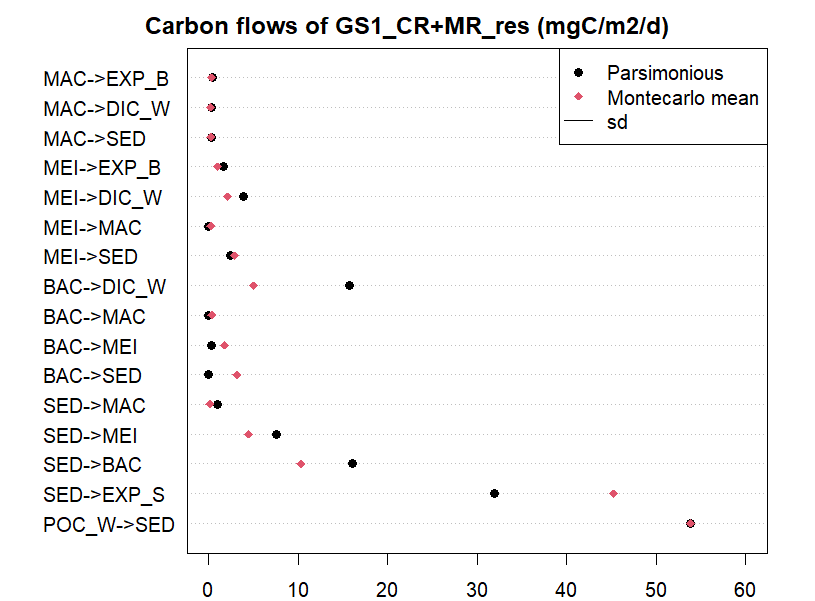 Carbon flows of GS1_CR+MR_res (mgC/m2/d)
Parsimonious
Montecarlo mean
sd
MAC->EXP_B
MAC->DIC_W
MAC->SED
MEI->EXP_B
MEI->DIC_W
MEI->MAC
MEI->SED
BAC->DIC_W
BAC->MAC
BAC->MEI
BAC->SED
SED->MAC
SED->MEI
SED->BAC
SED->EXP_S
POC_W->SED
0 10 20 30 40 50 60